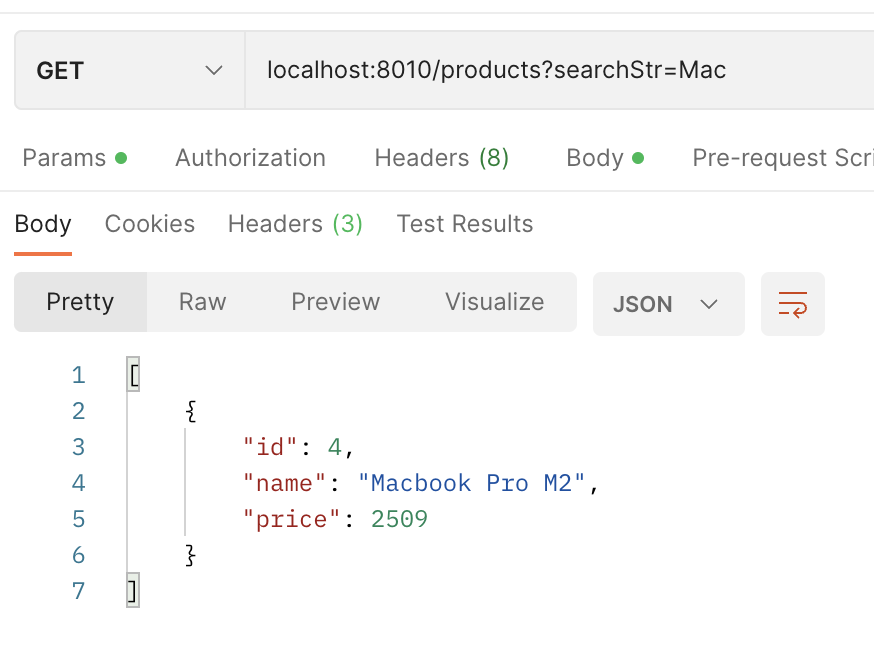 GET localhost:8010/products?searchStr=Mac
Params Authorization Headers (8) Body Pre-request Scri
Body Cookies Headers (3) Test Results
Pretty Raw Preview Visualize JSON
1 [
2 {
3 "id": 4,
4 "name": "Macbook Pro M2",
5 "price": 2509
6 }
7 ]